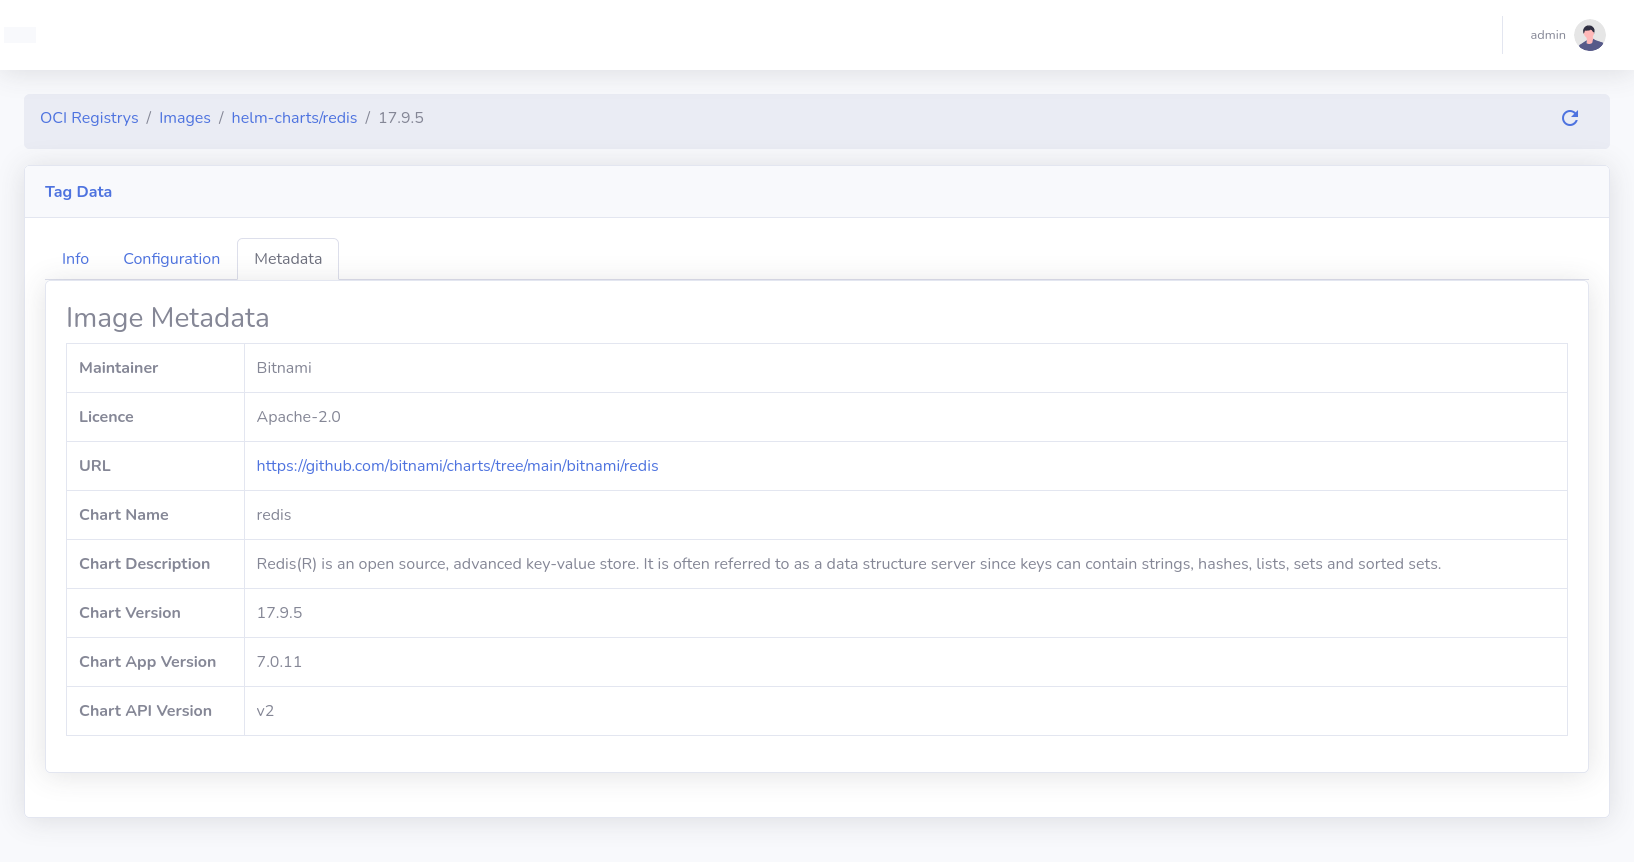 admin
OCI Registrys / Images / helm-charts/redis / 17.9.5
Tag Data
Info Configuration Metadata
Image Metadata
Maintainer Bitnami
Licence Apache-2.0
URL https://github.com/bitnami/charts/tree/main/bitnami/redis
Chart Name redis
Chart Description Redis(R) is an open source, advanced key-value store. It is often referred to as a data structure server since keys can contain strings, hashes, lists, sets and sorted sets.
Chart Version 17.9.5
Chart App Version 7.0.11
Chart API Version v2